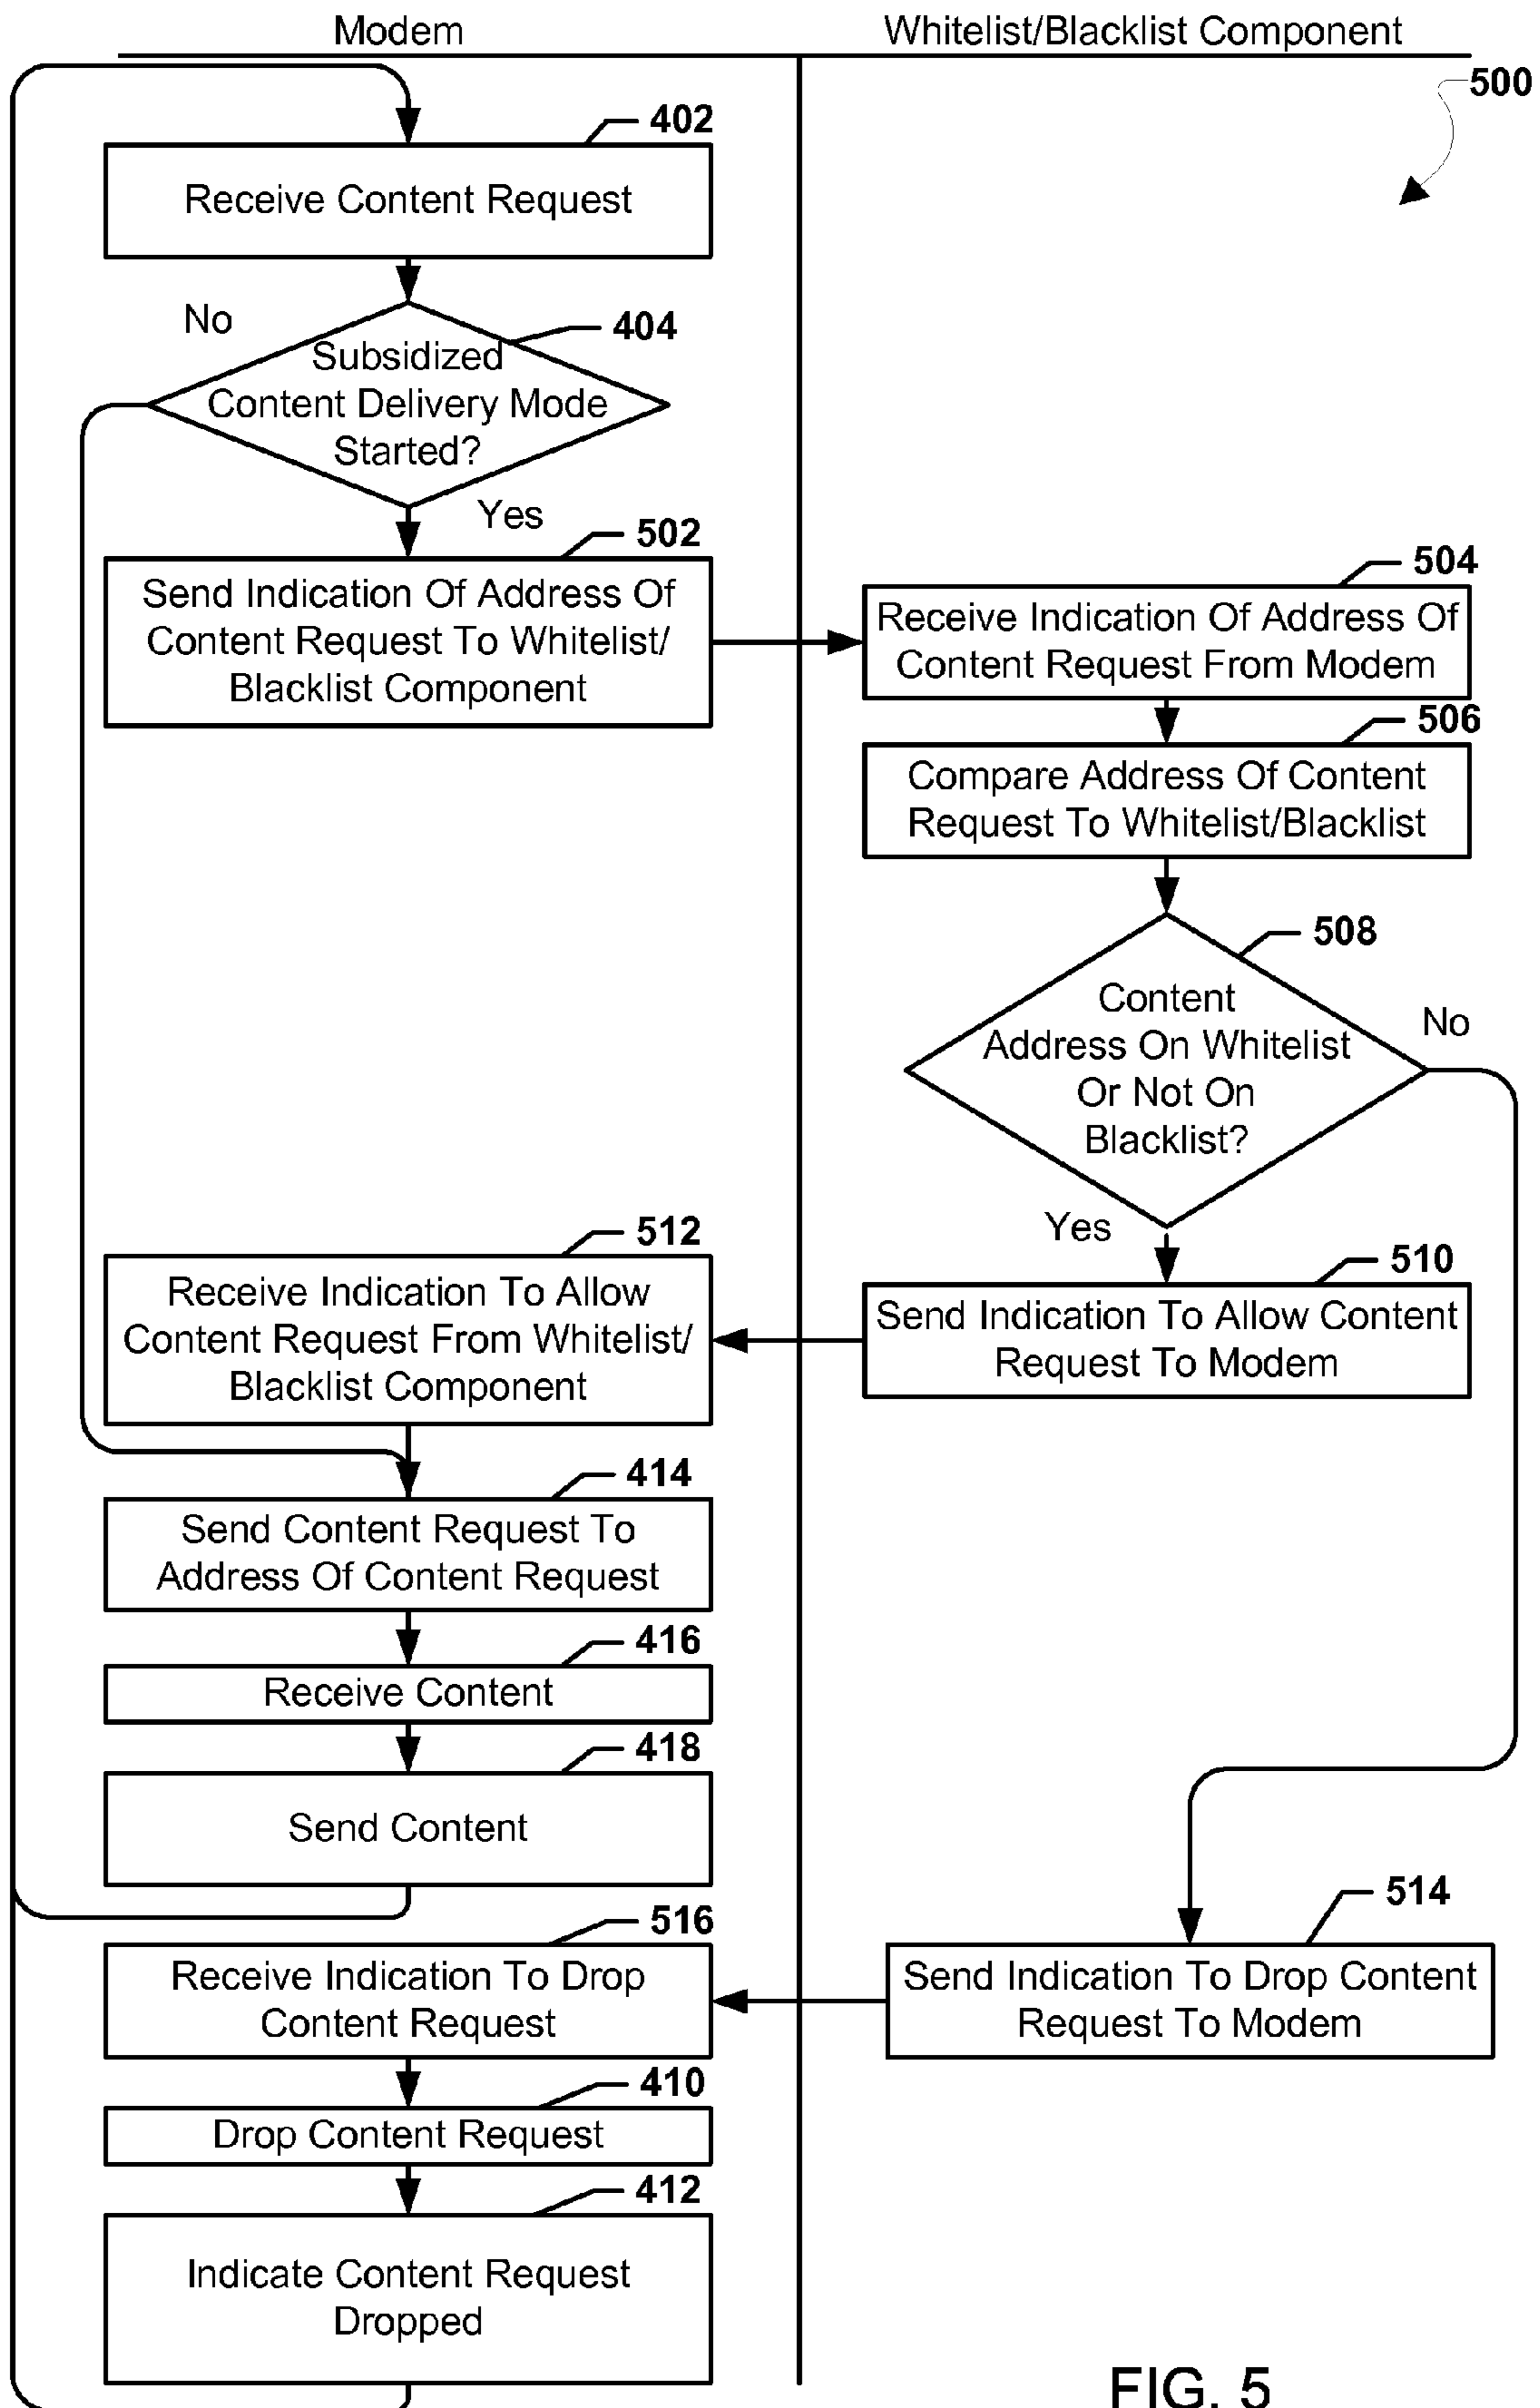 Modem
Whitelist/Blacklist Component
500
402
Receive Content Request
No
404
Subsidized
Content Delivery Mode
Started?
Yes
502
Send Indication Of Address Of
Content Request To Whitelist/
Blacklist Component
504
Receive Indication Of Address Of
Content Request From Modem
506
Compare Address Of Content
Request To Whitelist/Blacklist
508
Content
Address On Whitelist
Or Not On
Blacklist?
No
Yes
510
Send Indication To Allow Content
Request To Modem
512
Receive Indication To Allow
Content Request From Whitelist/
Blacklist Component
414
Send Content Request To
Address Of Content Request
416
Receive Content
418
Send Content
514
Send Indication To Drop Content
Request To Modem
516
Receive Indication To Drop
Content Request
410
Drop Content Request
412
Indicate Content Request
Dropped
FIG. 5